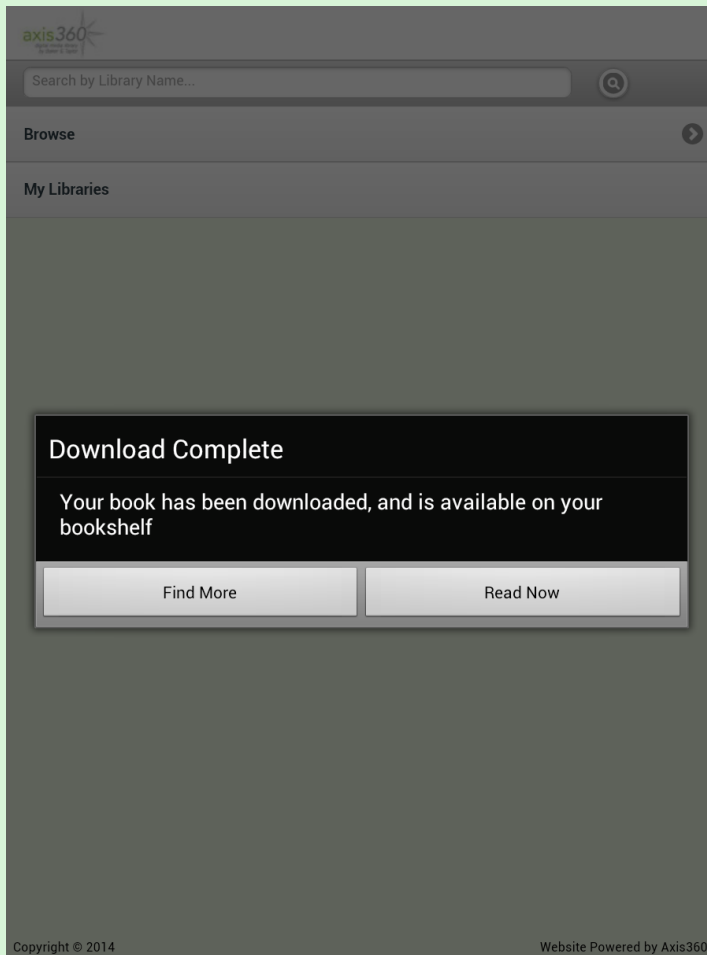 axis360
Search by Library Name...
Browse
My Libraries
Download Complete
Your book has been downloaded, and is available on your
bookshelf
Find More
Read Now
Copyright © 2014
Website Powered by Axis360